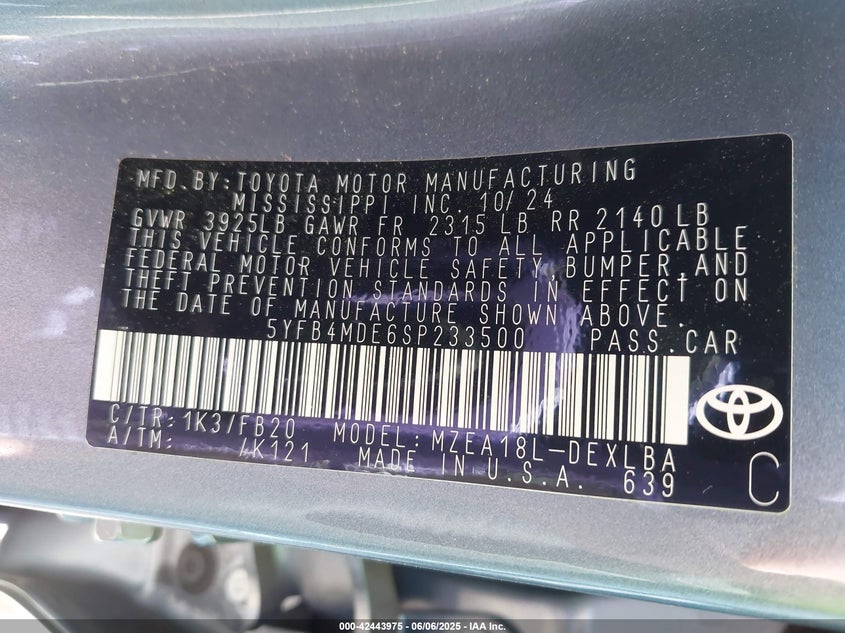 MFD.BY:TOYOTA MOTOR MANUFACTURING
MISSISSIPPI INC 10/24
GVWR 3925LB GAWR FR 2315 LB RR 2140 LB
THIS VEHICLE CONFORMS TO ALL APPLICABLE
FEDERAL MOTOR VEHICLE SAFETY,BUMPER,AND
THEFT PREVENTION STANDARDS IN EFFECT ON
THE DATE OF MANUFACTURE SHOWN ABOVE.
5YFB4MDE6SP233500 PASS.CAR
C/TR:1K3/FB20 MODEL:MZEA18L-DEXLBA
A/TM: /K121 MADE IN U.S.A. 639
C
000-42443975 - 06/06/2025 - IAA Inc.